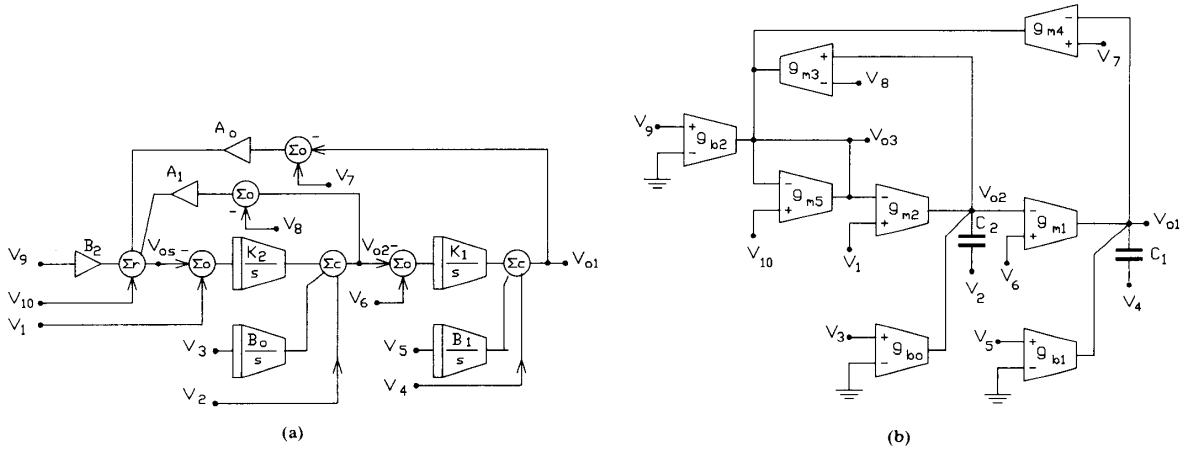 A₀
Σo
−
V₇
A₁
Σo
−
V₈
V₉
B₂
Σr
Vos
−
Σo
K₂
s
Σc
Vo2
−
Σo
K₁
s
Σc
Vo1
V₁₀
V₁
V₆
V₃
B₀
s
V₅
B₁
s
V₂
V₄
(a)
gm4
−
+
V₇
gm3
+
−
V₈
V₉
+
−
gb2
Vo3
−
+
gm5
−
+
gm2
Vo2
−
+
gm1
Vo1
V₁₀
V₁
C₂
V₆
C₁
V₂
V₄
V₃
+
−
gbo
V₅
+
−
gb1
(b)